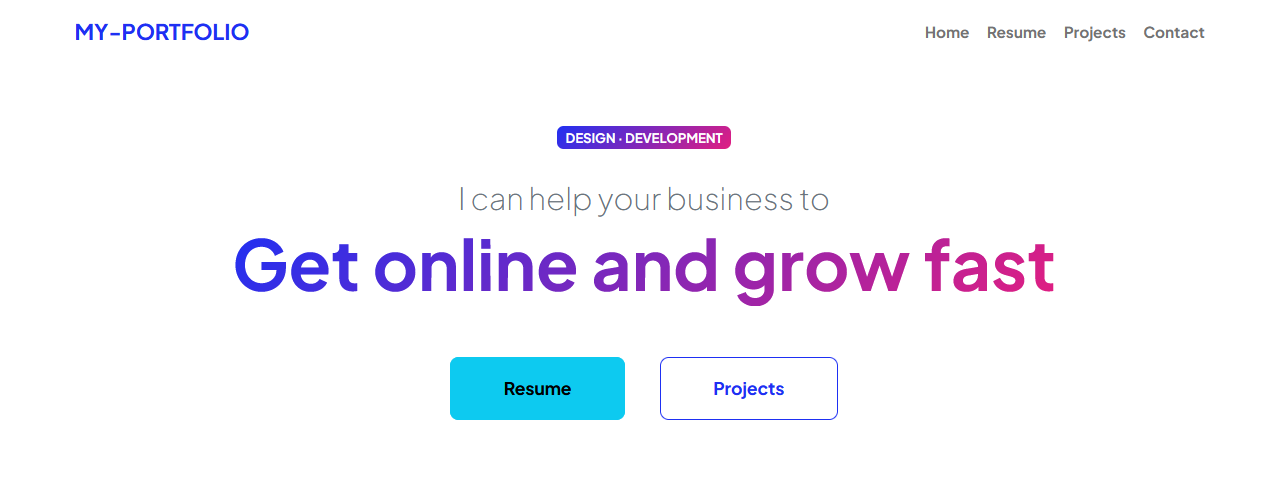 MY-PORTFOLIO
Home Resume Projects Contact
DESIGN · DEVELOPMENT
I can help your business to
Get online and grow fast
Resume Projects